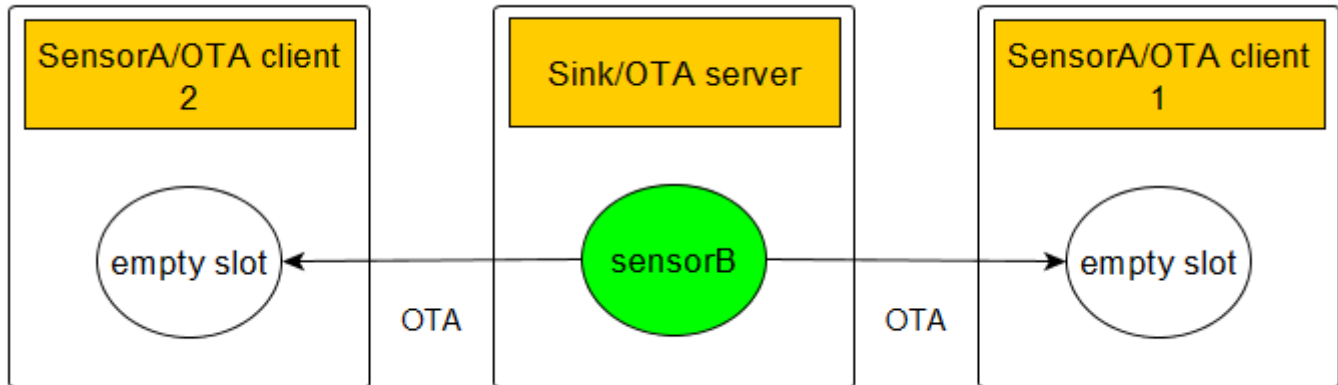 SensorA/OTA client
2
Sink/OTA server
SensorA/OTA client
1
empty slot
sensorB
empty slot
OTA
OTA